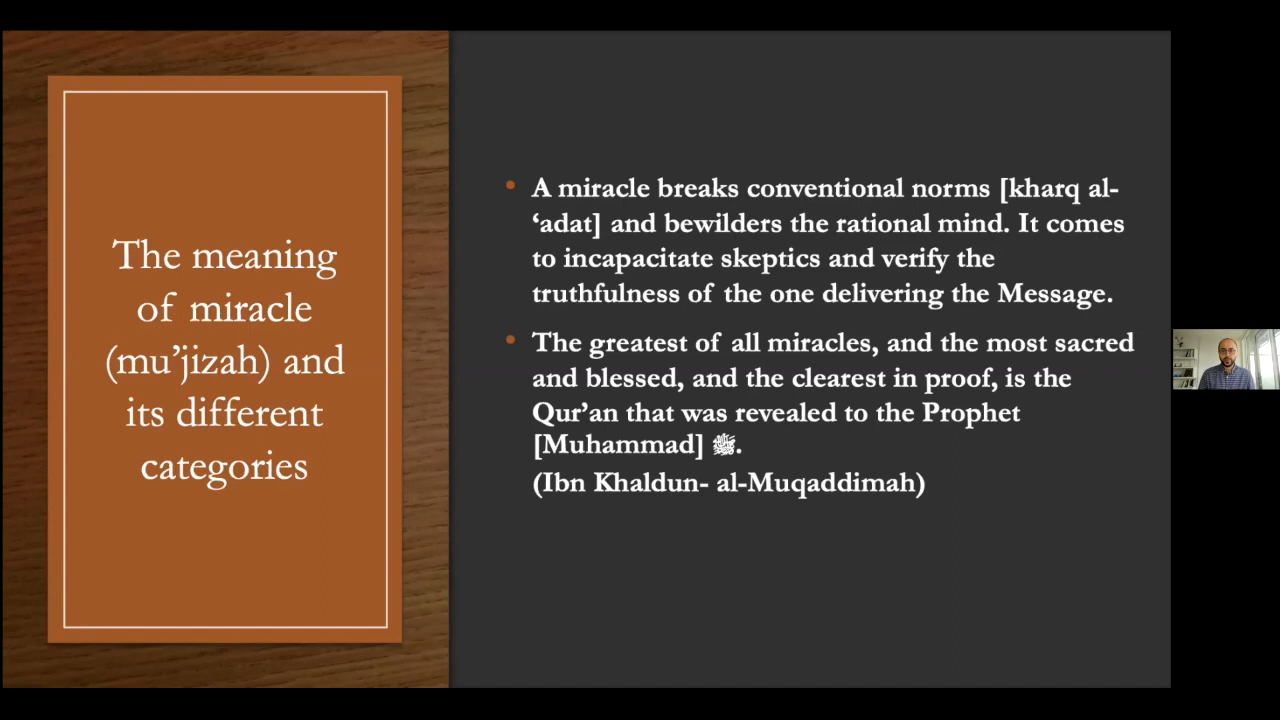 The meaning
of miracle
(mu’jizah) and
its different
categories
• A miracle breaks conventional norms [kharq al-
‘adat] and bewilders the rational mind. It comes
to incapacitate skeptics and verify the
truthfulness of the one delivering the Message.
• The greatest of all miracles, and the most sacred
and blessed, and the clearest in proof, is the
Qur’an that was revealed to the Prophet
[Muhammad] ﷺ.
(Ibn Khaldun- al-Muqaddimah)